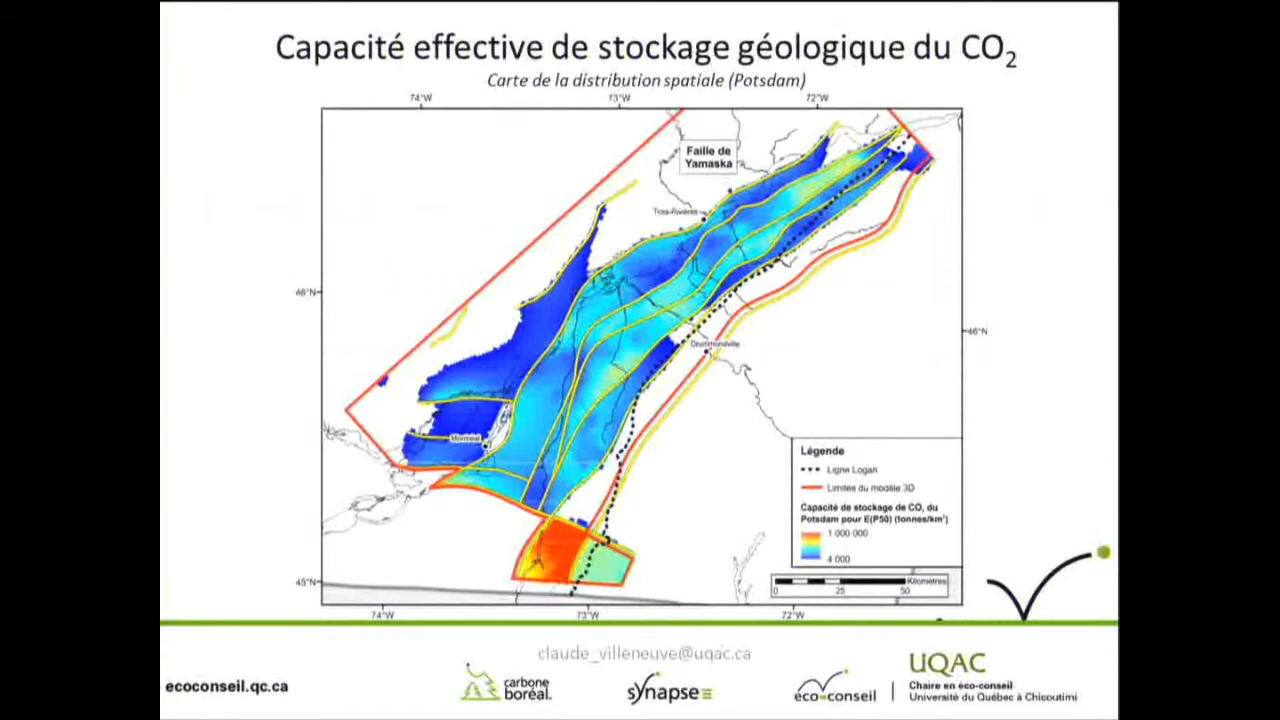 Capacité effective de stockage géologique du CO₂
Carte de la distribution spatiale (Potsdam)
74°W
73°W
72°W
Faille de
Yamaska
Trois-Rivières
46°N
46°N
Drummondville
Montréal
Légende
Ligne Logan
Limites du modèle 3D
Capacité de stockage de CO₂ du
Potsdam pour E(P50) (tonnes/km²)
1 000 000
4 000
Kilomètres
0 25 50
45°N
74°W
73°W
72°W
claude_villeneuve@uqac.ca
ecoconseil.qc.ca
carbone
boréal.
synapse
éco-conseil
UQAC
Chaire en éco-conseil
Université du Québec à Chicoutimi